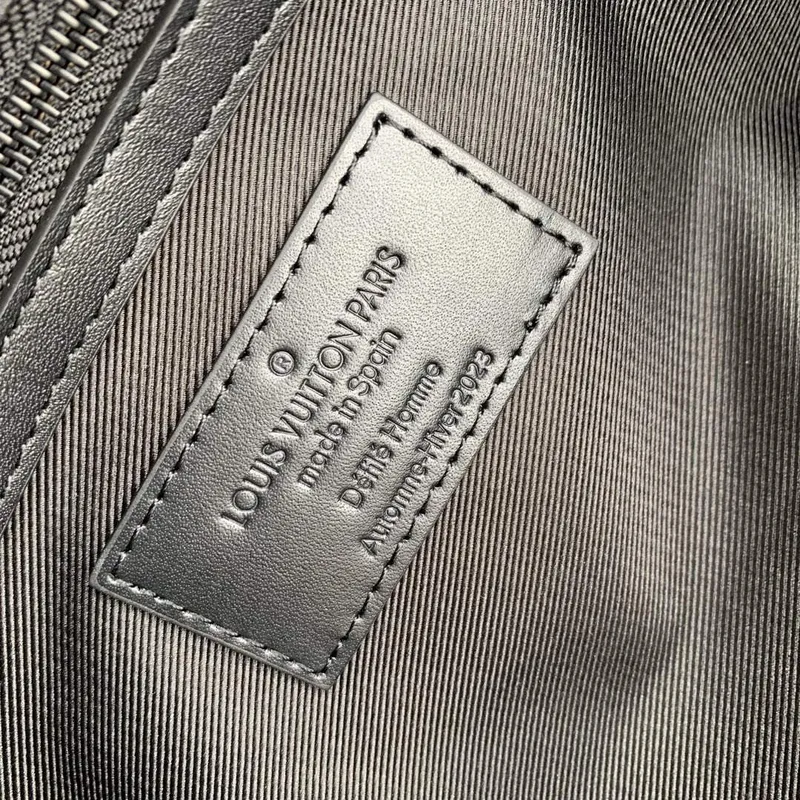 ®
LOUIS VUITTON PARIS
made in Spain
Défilé Homme
Automne-Hiver 2023